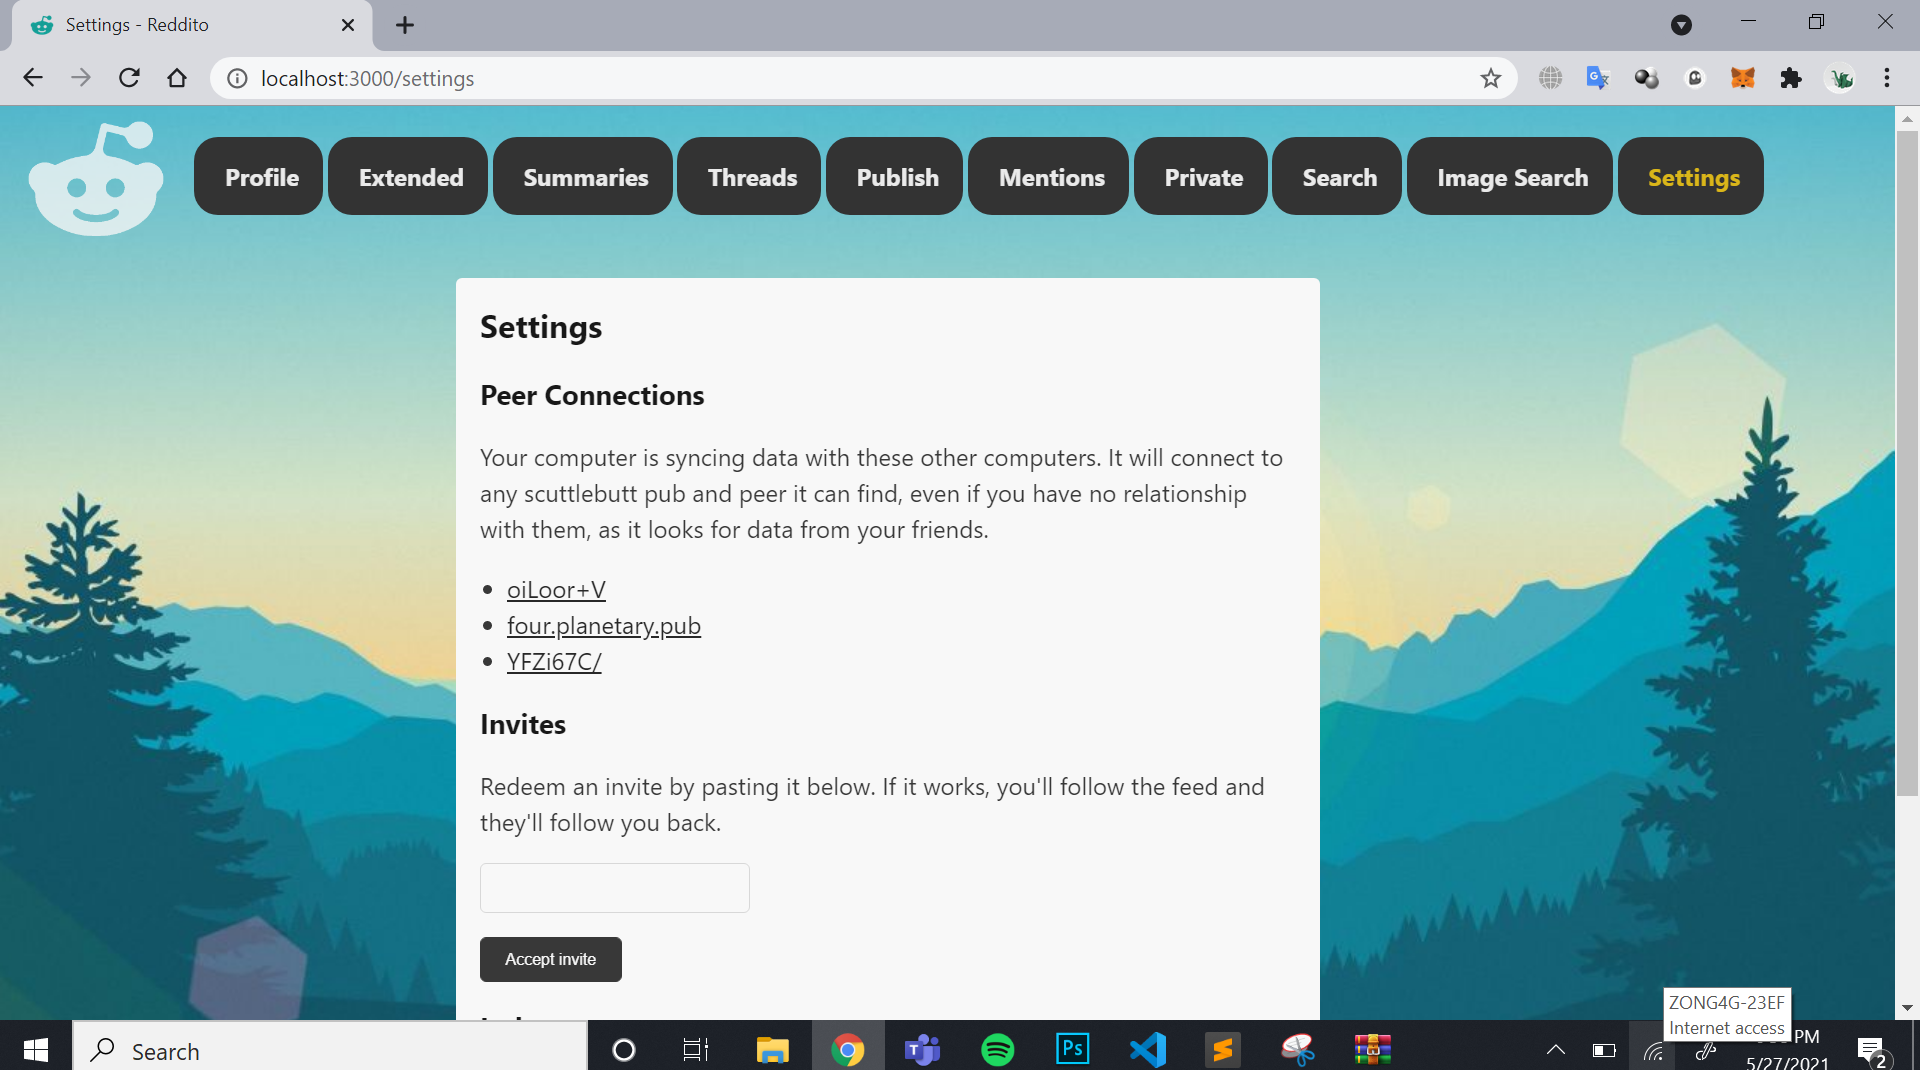 Settings - Reddito
localhost:3000/settings
Profile
Extended
Summaries
Threads
Publish
Mentions
Private
Search
Image Search
Settings
Settings
Peer Connections
Your computer is syncing data with these other computers. It will connect to
any scuttlebutt pub and peer it can find, even if you have no relationship
with them, as it looks for data from your friends.
oiLoor+V
four.planetary.pub
YFZi67C/
Invites
Redeem an invite by pasting it below. If it works, you'll follow the feed and
they'll follow you back.
Accept invite
ZONG4G-23EF
Internet access
Search
Ps
PM
5/27/2021
2